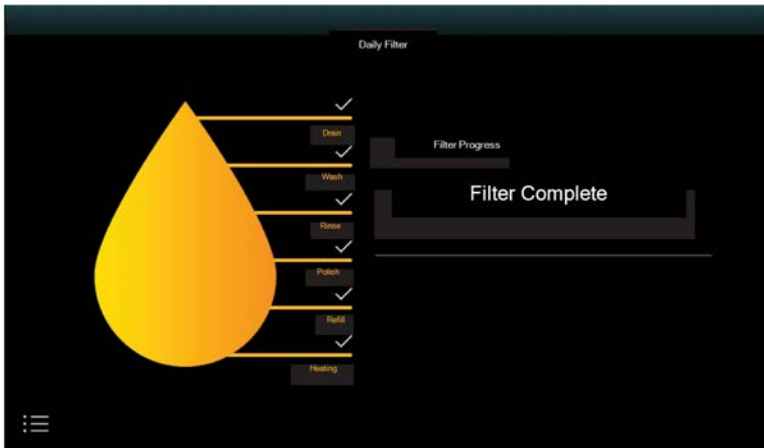 Daily Filter
Drain
Wash
Rinse
Polish
Refill
Heating
Filter Progress
Filter Complete